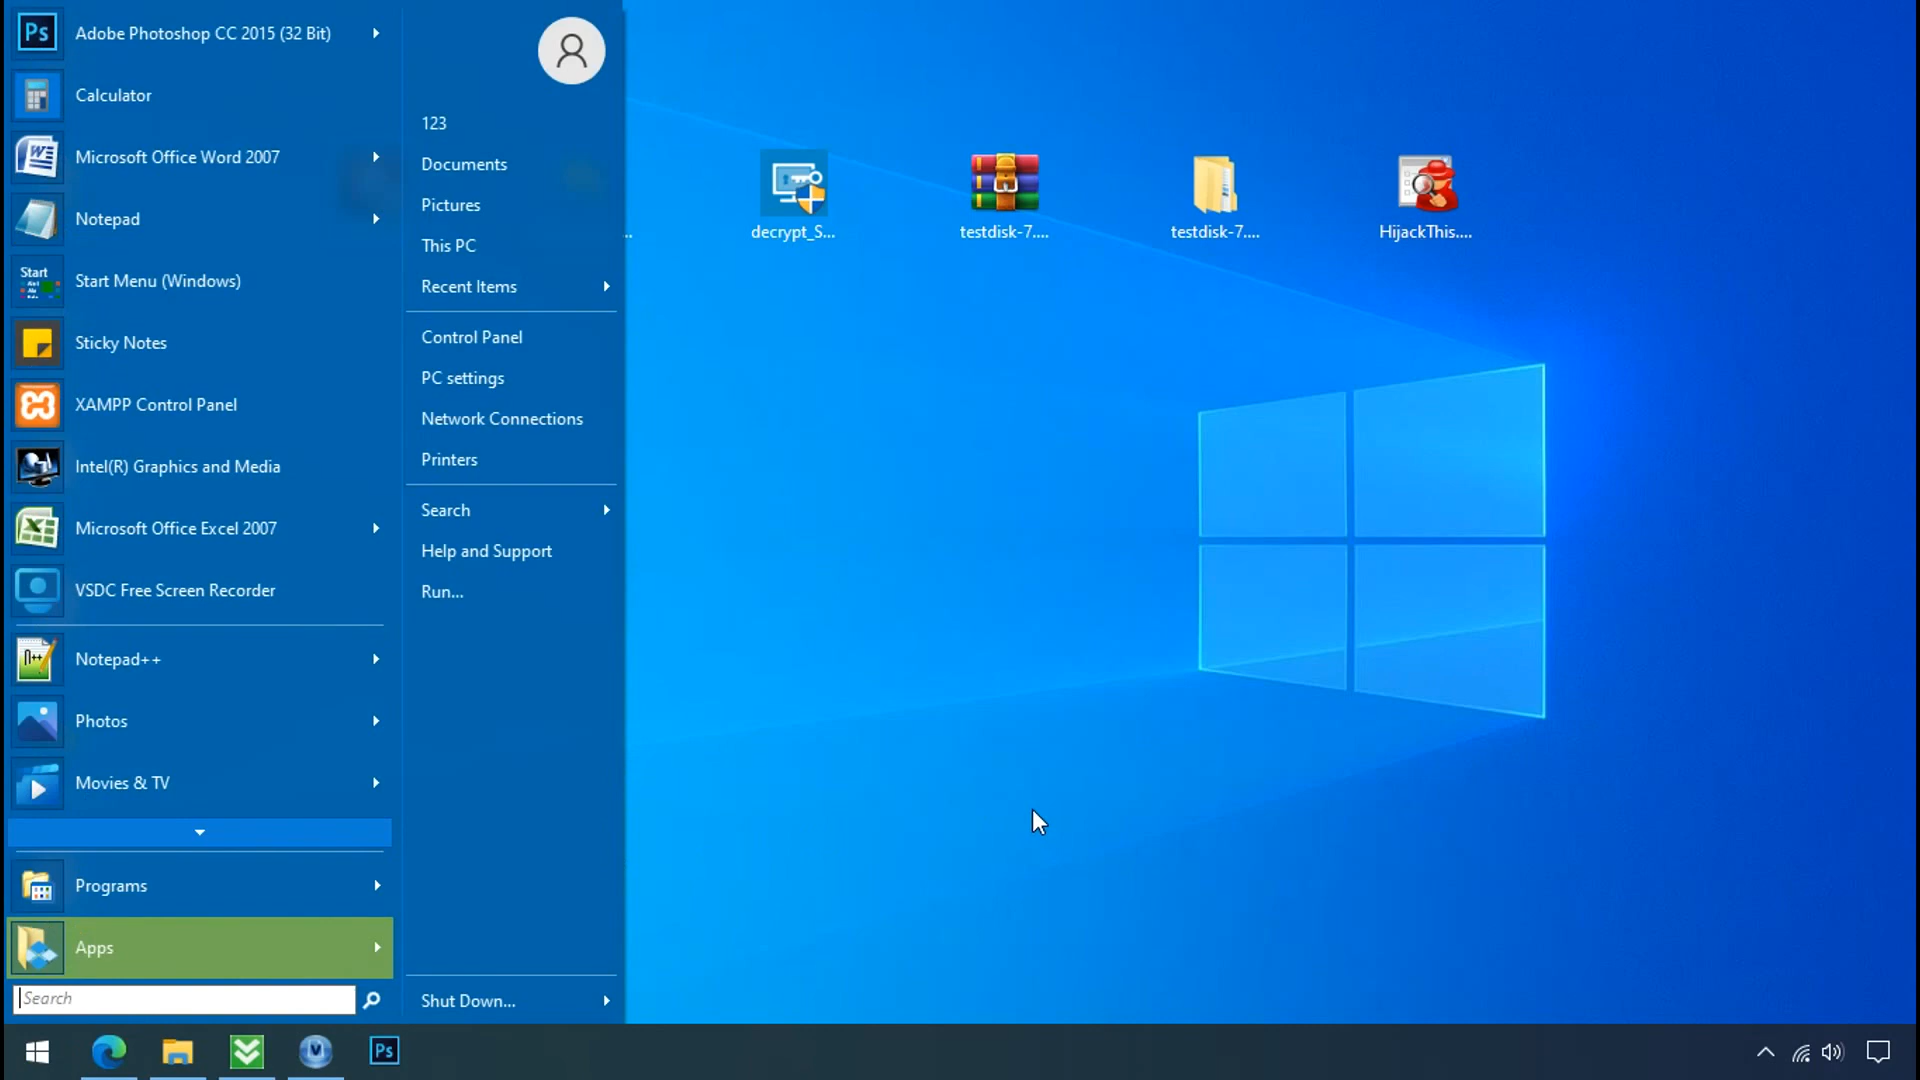 Ps
Adobe Photoshop CC 2015 (32 Bit)
Calculator
Microsoft Office Word 2007
Notepad
Start
Start Menu (Windows)
Sticky Notes
XAMPP Control Panel
Intel(R) Graphics and Media
Microsoft Office Excel 2007
VSDC Free Screen Recorder
Notepad++
Photos
Movies & TV
Programs
Apps
Search
123
Documents
Pictures
This PC
Recent Items
Control Panel
PC settings
Network Connections
Printers
Search
Help and Support
Run...
Shut Down...
...
decrypt_S...
testdisk-7....
testdisk-7....
HijackThis....
Ps